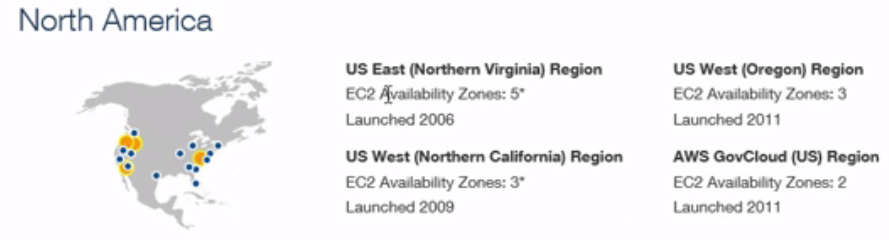 North America
US East (Northern Virginia) Region
EC2 Availability Zones: 5*
Launched 2006
US West (Northern California) Region
EC2 Availability Zones: 3*
Launched 2009
US West (Oregon) Region
EC2 Availability Zones: 3
Launched 2011
AWS GovCloud (US) Region
EC2 Availability Zones: 2
Launched 2011